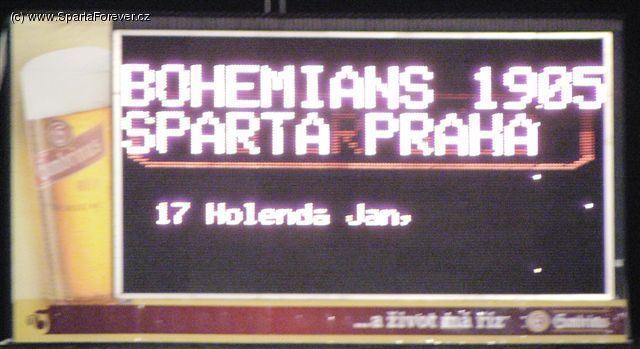 (c) www.SpartaForever.cz
BOHEMIANS 1905
SPARTA PRAHA
17 Holenda Jan,
...a život má říz